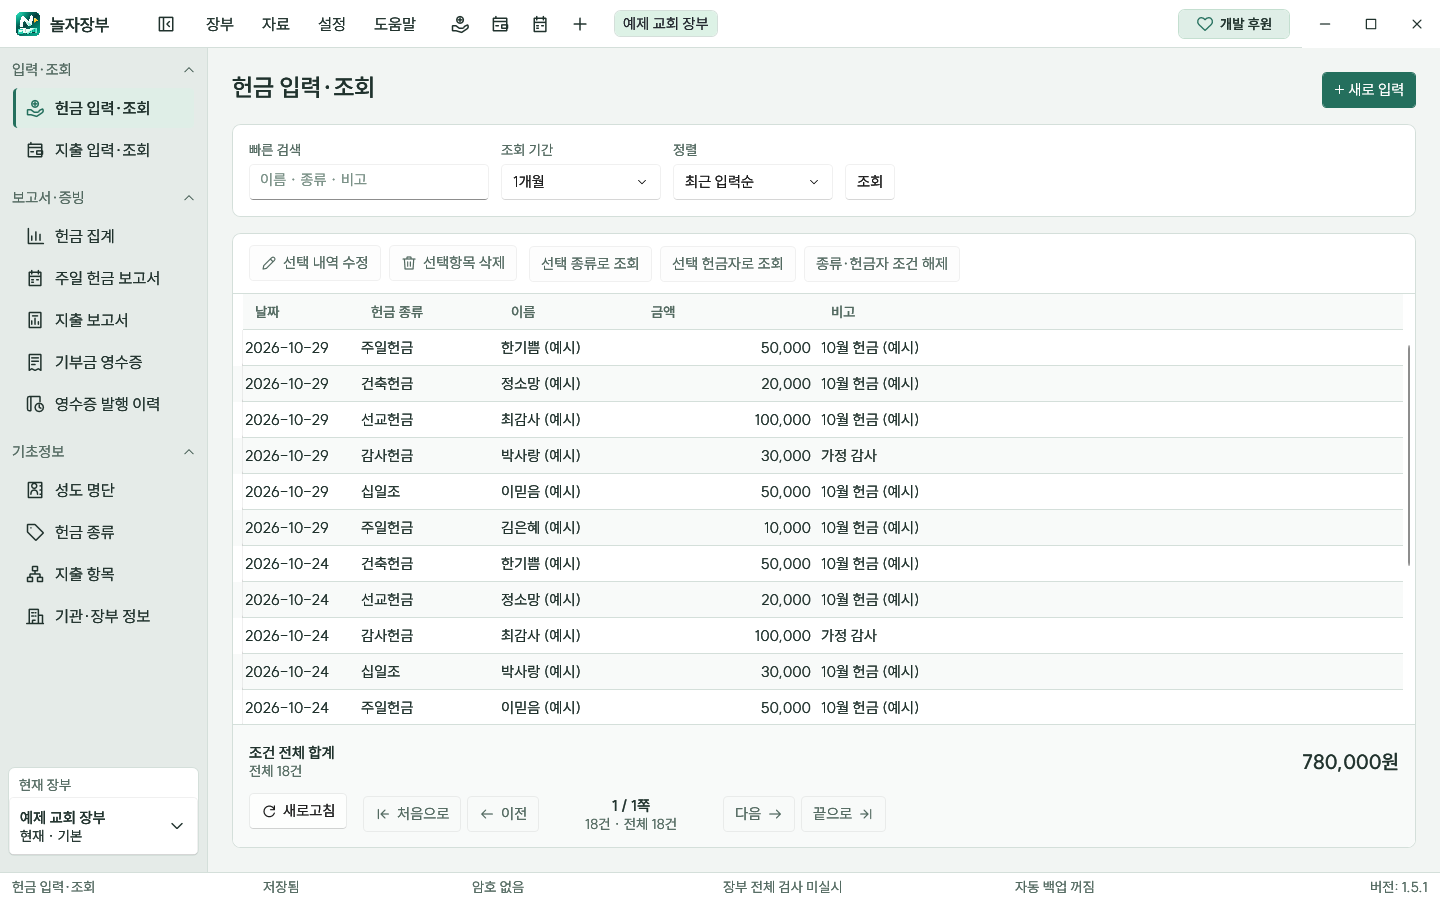 놀자장부 장부 자료 설정 도움말 예제 교회 장부 개발 후원
입력·조회
헌금 입력·조회
지출 입력·조회
보고서·증빙
헌금 집계
주일 헌금 보고서
지출 보고서
기부금 영수증
영수증 발행 이력
기초정보
성도 명단
헌금 종류
지출 항목
기관·장부 정보
현재 장부
예제 교회 장부
현재 · 기본
헌금 입력·조회
+ 새로 입력
빠른 검색 조회 기간 정렬
이름 · 종류 · 비고 1개월 최근 입력순 조회
선택 내역 수정 선택항목 삭제 선택 종류로 조회 선택 헌금자로 조회 종류·헌금자 조건 해제
날짜 헌금 종류 이름 금액 비고
2026-10-29 주일헌금 한기쁨 (예시) 50,000 10월 헌금 (예시)
2026-10-29 건축헌금 정소망 (예시) 20,000 10월 헌금 (예시)
2026-10-29 선교헌금 최감사 (예시) 100,000 10월 헌금 (예시)
2026-10-29 감사헌금 박사랑 (예시) 30,000 가정 감사
2026-10-29 십일조 이믿음 (예시) 50,000 10월 헌금 (예시)
2026-10-29 주일헌금 김은혜 (예시) 10,000 10월 헌금 (예시)
2026-10-24 건축헌금 한기쁨 (예시) 50,000 10월 헌금 (예시)
2026-10-24 선교헌금 정소망 (예시) 20,000 10월 헌금 (예시)
2026-10-24 감사헌금 최감사 (예시) 100,000 가정 감사
2026-10-24 십일조 박사랑 (예시) 30,000 10월 헌금 (예시)
2026-10-24 주일헌금 이믿음 (예시) 50,000 10월 헌금 (예시)
조건 전체 합계
전체 18건
780,000원
새로고침 처음으로 이전 1 / 1쪽 다음 끝으로
18건 · 전체 18건
헌금 입력·조회 저장됨 암호 없음 장부 전체 검사 미실시 자동 백업 꺼짐 버전: 1.5.1